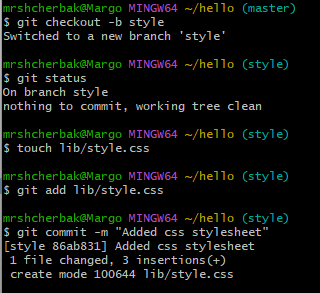 mrshcherbak@Margo MINGW64 ~/hello (master)
$ git checkout -b style
Switched to a new branch 'style'
mrshcherbak@Margo MINGW64 ~/hello (style)
$ git status
On branch style
nothing to commit, working tree clean
mrshcherbak@Margo MINGW64 ~/hello (style)
$ touch lib/style.css
mrshcherbak@Margo MINGW64 ~/hello (style)
$ git add lib/style.css
mrshcherbak@Margo MINGW64 ~/hello (style)
$ git commit -m "Added css stylesheet"
[style 86ab831] Added css stylesheet
1 file changed, 3 insertions(+)
create mode 100644 lib/style.css